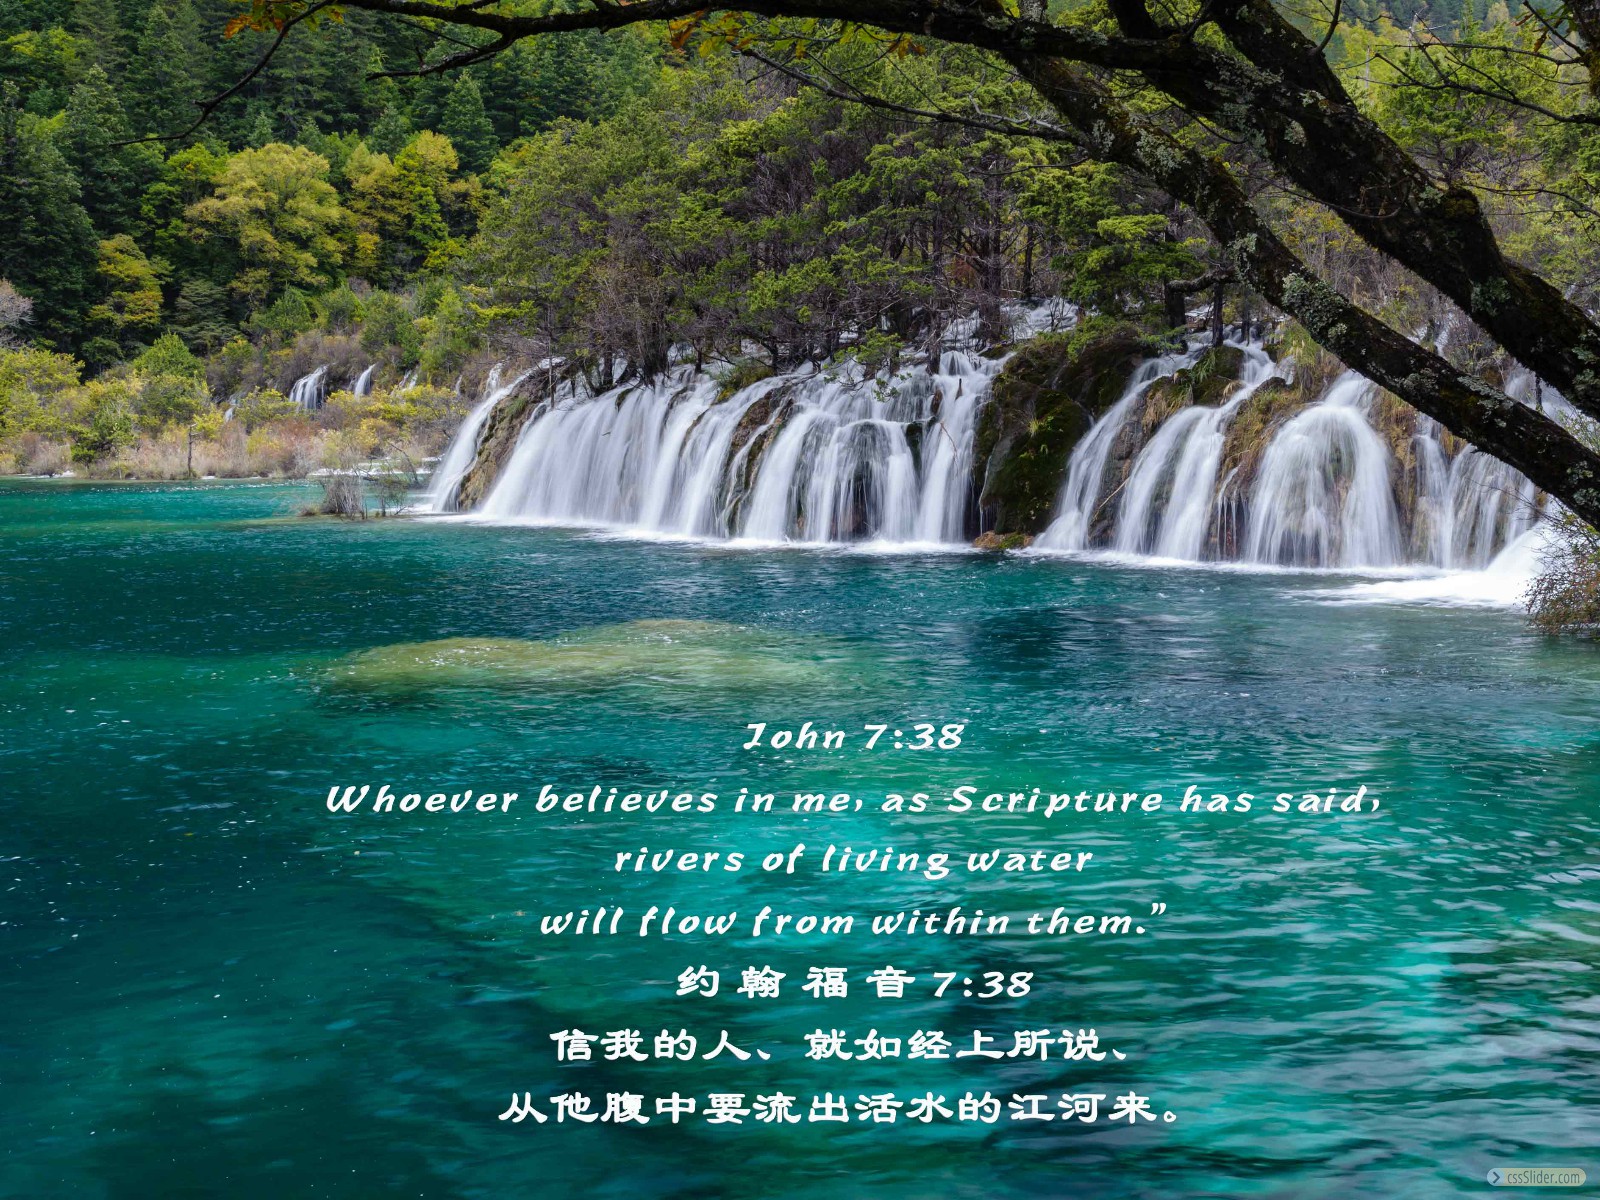 John 7:38
Whoever believes in me, as Scripture has said,
rivers of living water
will flow from within them.”
约翰福音7:38
信我的人、就如经上所说、
从他腹中要流出活水的江河来。
cssSlider.com